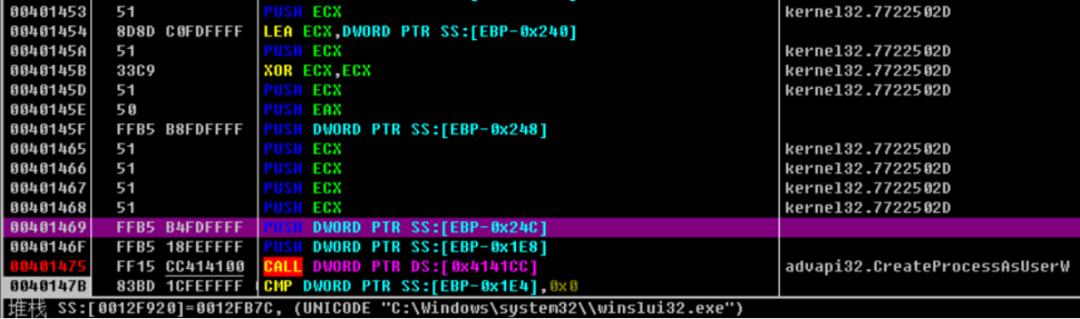 00401453 51 PUSH ECX kernel32.7722502D
00401454 8D8D C0FDFFFF LEA ECX,DWORD PTR SS:[EBP-0x240]
0040145A 51 PUSH ECX kernel32.7722502D
0040145B 33C9 XOR ECX,ECX kernel32.7722502D
0040145D 51 PUSH ECX kernel32.7722502D
0040145E 50 PUSH EAX
0040145F FFB5 B8FDFFFF PUSH DWORD PTR SS:[EBP-0x248]
00401465 51 PUSH ECX kernel32.7722502D
00401466 51 PUSH ECX kernel32.7722502D
00401467 51 PUSH ECX kernel32.7722502D
00401468 51 PUSH ECX kernel32.7722502D
00401469 FFB5 B4FDFFFF PUSH DWORD PTR SS:[EBP-0x24C]
0040146F FFB5 18FEFFFF PUSH DWORD PTR SS:[EBP-0x1E8]
00401475 FF15 CC414100 CALL DWORD PTR DS:[0x4141CC] advapi32.CreateProcessAsUserW
0040147B 83BD 1CFEFFFF CMP DWORD PTR SS:[EBP-0x1E4],0x0
堆栈 SS:[0012F920]=0012FB7C, (UNICODE "C:\Windows\system32\\winslui32.exe")